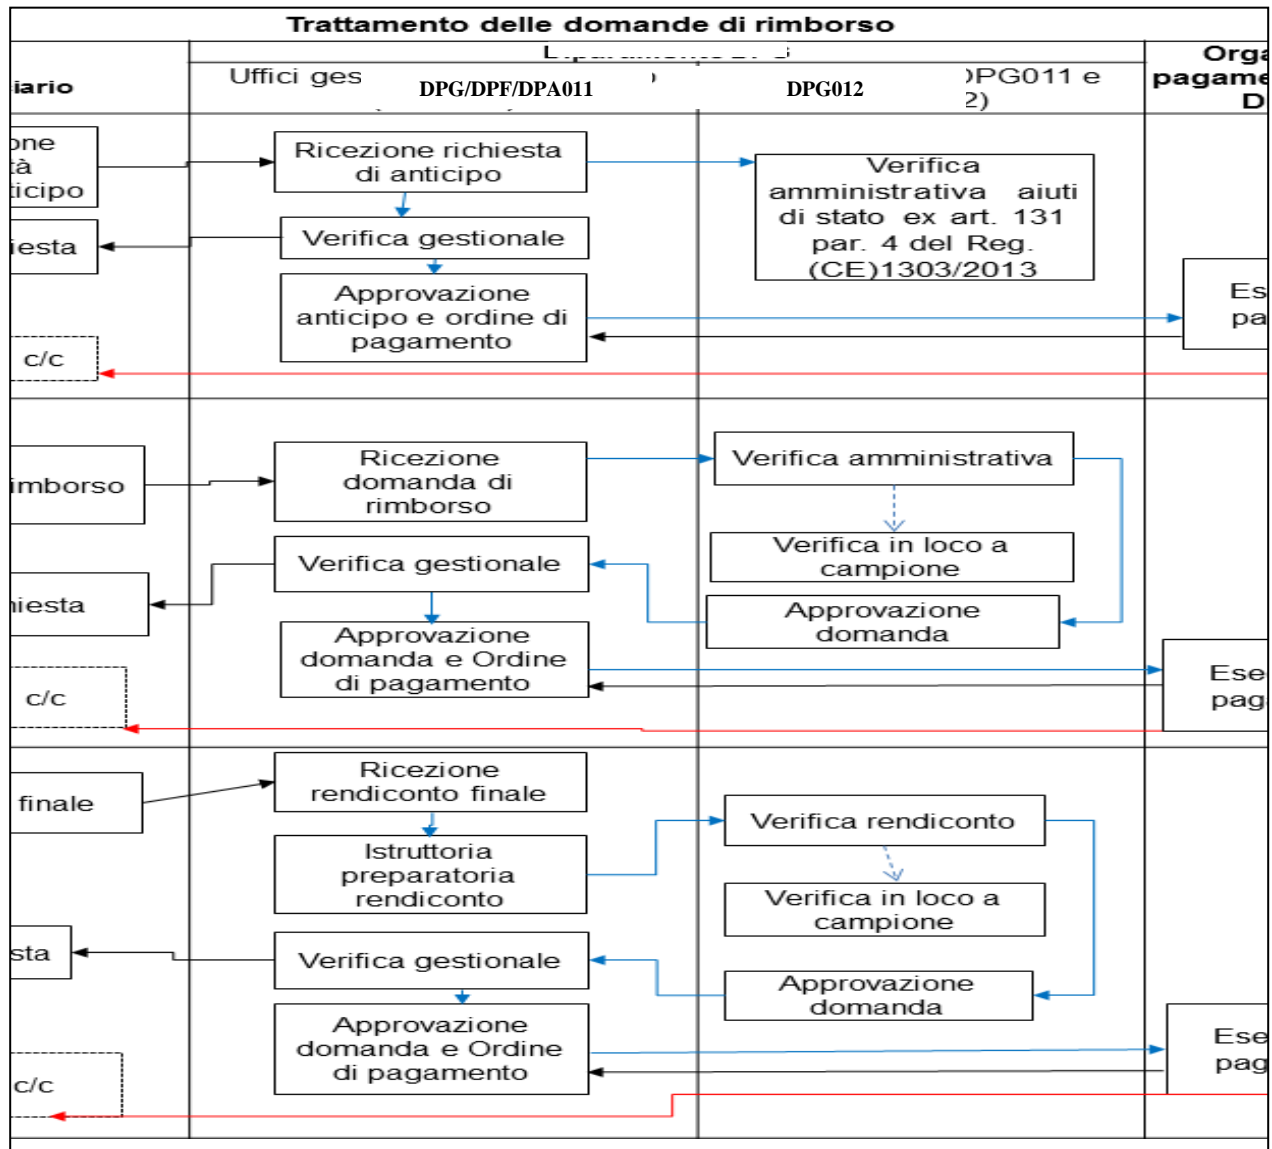 Trattamento delle domande di rimborso
Uffici ges
DPG/DPF/DPA011
DPG012
DPG011 e
2)
iario
Orga
pagame
D
one
tà
ticipo
Ricezione richiesta
di anticipo
Verifica
amministrativa aiuti
di stato ex art. 131
par. 4 del Reg.
(CE)1303/2013
iesta
Verifica gestionale
Approvazione
anticipo e ordine di
pagamento
Es
pa
c/c
imborso
Ricezione
domanda di
rimborso
Verifica amministrativa
Verifica in loco a
campione
Verifica gestionale
hiesta
Approvazione
domanda
Approvazione
domanda e Ordine
di pagamento
Ese
pag
c/c
finale
Ricezione
rendiconto finale
Verifica rendiconto
Istruttoria
preparatoria
rendiconto
Verifica in loco a
campione
sta
Verifica gestionale
Approvazione
domanda
Approvazione
domanda e Ordine
di pagamento
Ese
pag
c/c